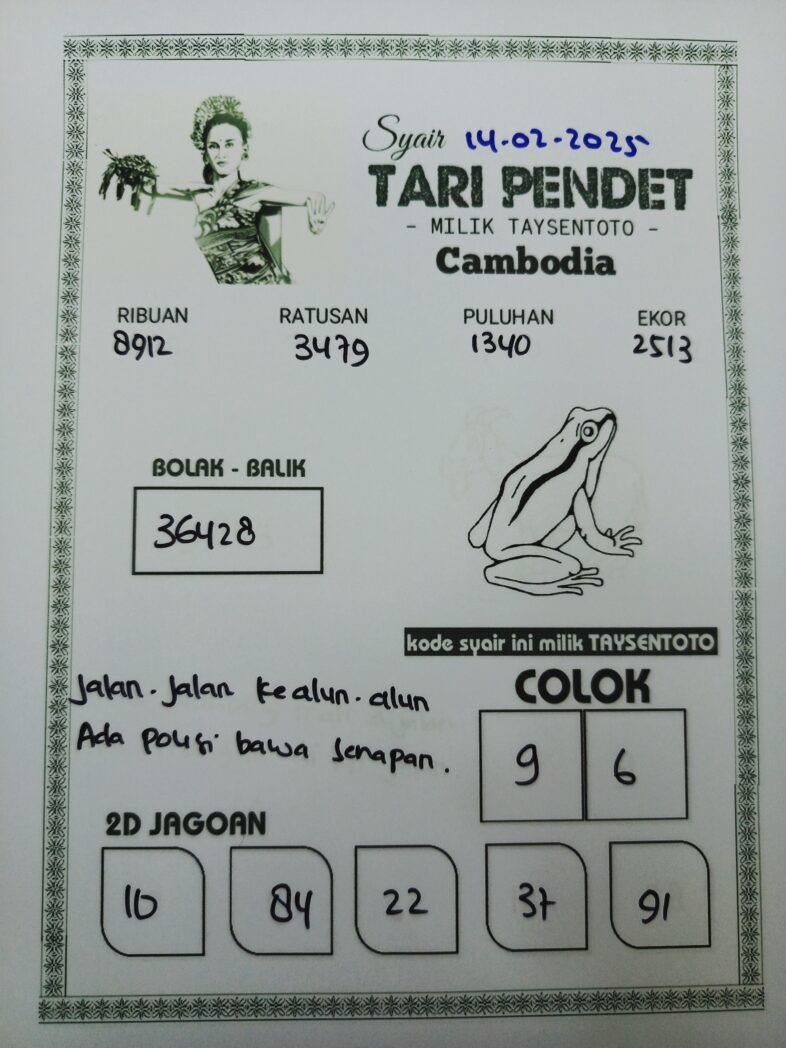 Syair 14-02-2025
TARI PENDET
- MILIK TAYSENTOTO -
Cambodia
RIBUAN RATUSAN PULUHAN EKOR
8912 3479 1340 2513
BOLAK - BALIK
36428
kode syair ini milik TAYSENTOTO
Jalan-Jalan ke alun-alun
Ada polisi bawa senapan.
COLOK
9 6
2D JAGOAN
10 84 22 37 91